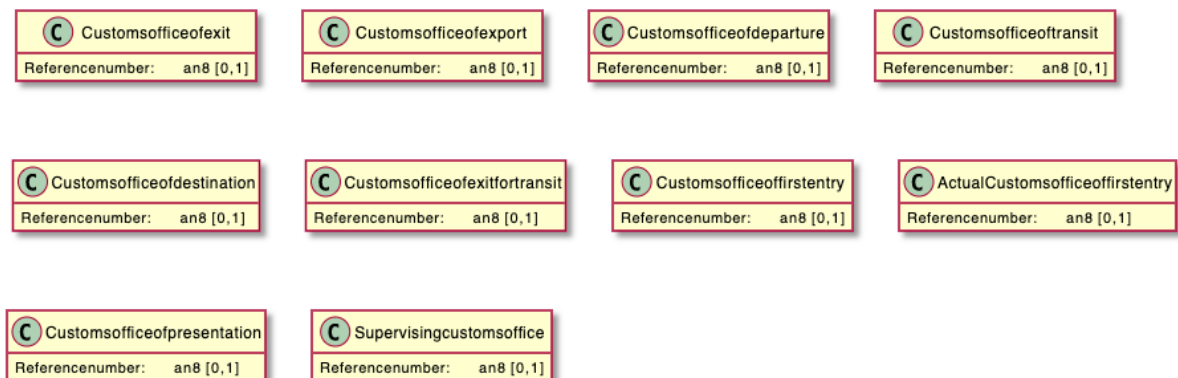 C Customsofficeofexit
Referencenumber: an8 [0,1]
C Customsofficeofexport
Referencenumber: an8 [0,1]
C Customsofficeofdeparture
Referencenumber: an8 [0,1]
C Customsofficeoftransit
Referencenumber: an8 [0,1]
C Customsofficeofdestination
Referencenumber: an8 [0,1]
C Customsofficeofexitfortransit
Referencenumber: an8 [0,1]
C Customsofficeoffirstentry
Referencenumber: an8 [0,1]
C ActualCustomsofficeoffirstentry
Referencenumber: an8 [0,1]
C Customsofficeofpresentation
Referencenumber: an8 [0,1]
C Supervisingcustomsoffice
Referencenumber: an8 [0,1]